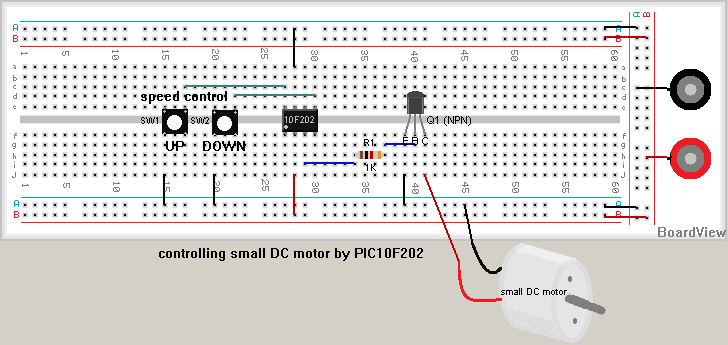 A B
A A
B B
1 5 10 15 20 25 30 35 40 45 50 55 60
a a
b b
c c
d d
e e
speed control
SW1 SW2 10F202 Q1 (NPN)
UP DOWN
f f
g g
h h
i i
j j
R1 E B C
1K
1 5 10 15 20 25 30 35 40 45 50 55 60
A A
B B
BoardView
controlling small DC motor by PIC10F202
small DC motor